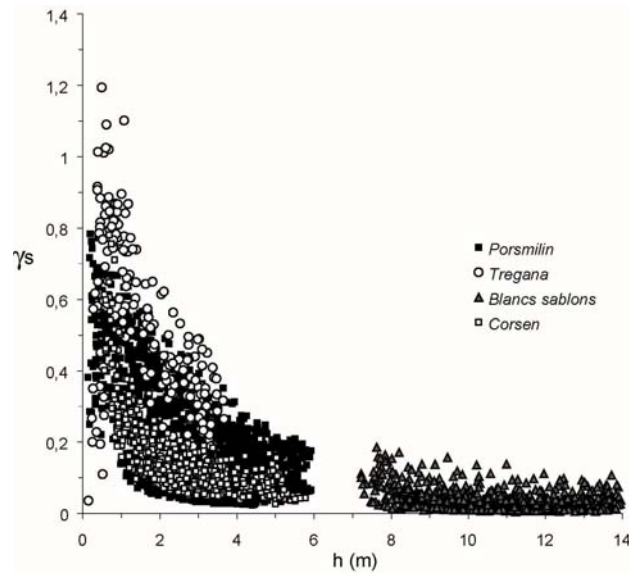 1,4
1,2
1
0,8
γs
0,6
0,4
0,2
0
Porsmilin
Tregana
Blancs sablons
Corsen
0 2 4 6 8 10 12 14
h (m)